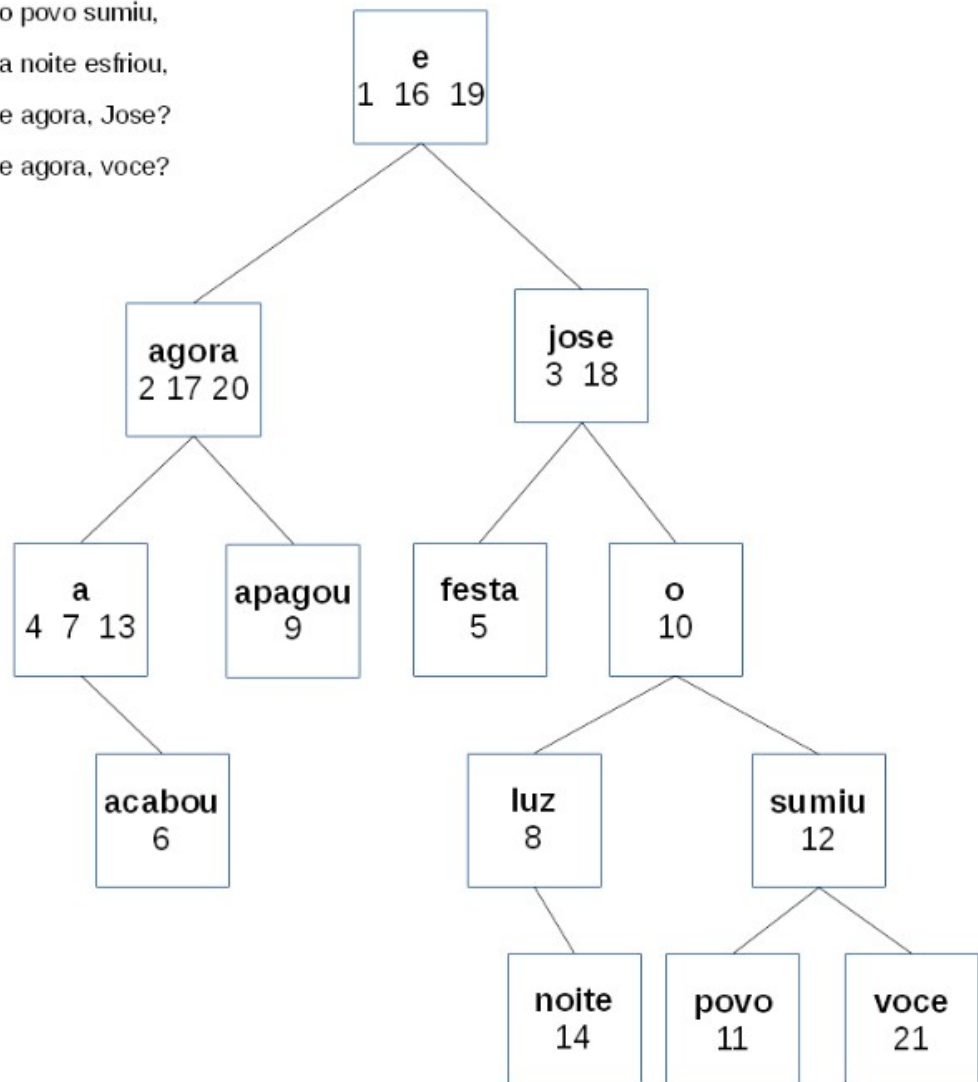 o povo sumiu,
a noite esfriou,
e agora, Jose?
e agora, voce?
e
1 16 19
agora
2 17 20
jose
3 18
a
4 7 13
apagou
9
festa
5
o
10
acabou
6
luz
8
sumiu
12
noite
14
povo
11
voce
21